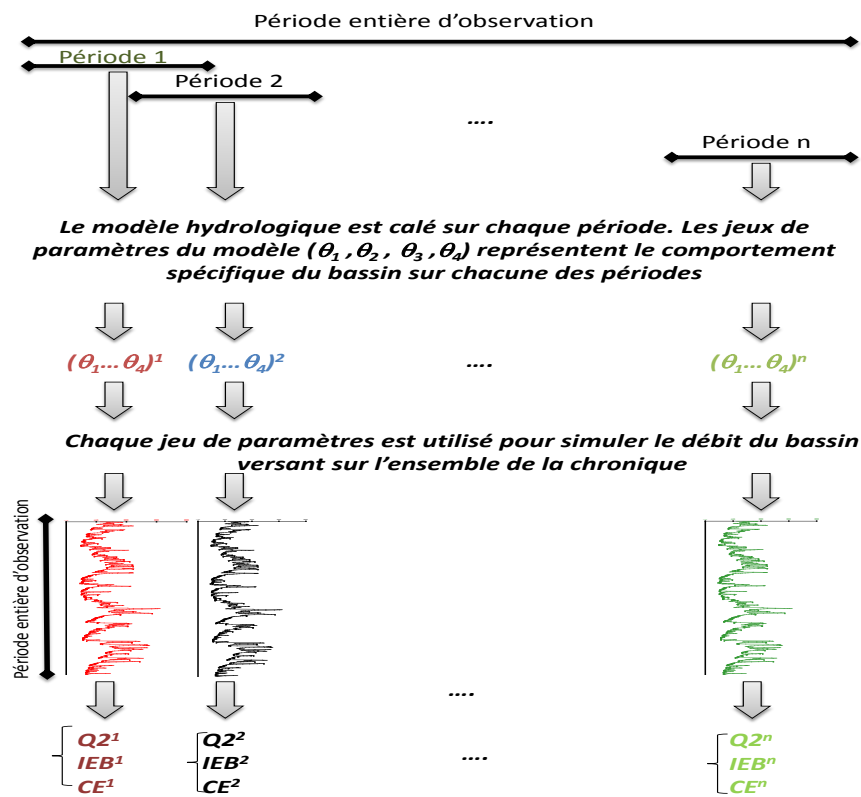 Période entière d'observation
Période 1
Période 2
....
Période n
Le modèle hydrologique est calé sur chaque période. Les jeux de
paramètres du modèle (θ₁ ,θ₂ , θ₃ ,θ₄) représentent le comportement
spécifique du bassin sur chacune des périodes
(θ₁... θ₄)¹ (θ₁... θ₄)² .... (θ₁... θ₄)ⁿ
Chaque jeu de paramètres est utilisé pour simuler le débit du bassin
versant sur l'ensemble de la chronique
Période entière d'observation
....
Q2¹ Q2² Q2ⁿ
IEB¹ IEB² .... IEBⁿ
CE¹ CE² CEⁿ